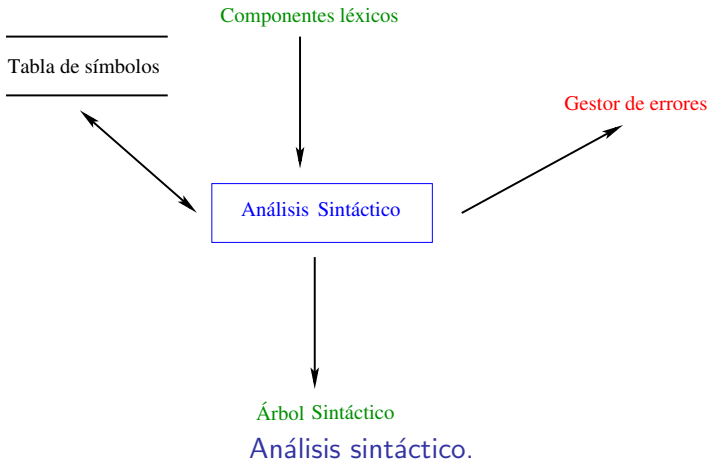 Componentes léxicos
Tabla de símbolos
Gestor de errores
Análisis Sintáctico
Árbol Sintáctico
Análisis sintáctico.